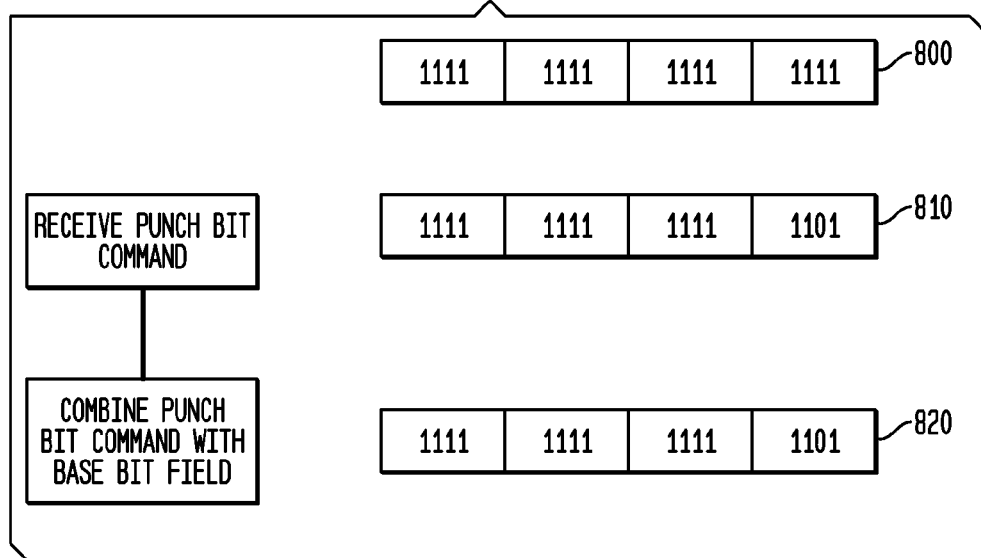 1111 1111 1111 1111 800
RECEIVE PUNCH BIT
COMMAND
1111 1111 1111 1101 810
COMBINE PUNCH
BIT COMMAND WITH
BASE BIT FIELD
1111 1111 1111 1101 820